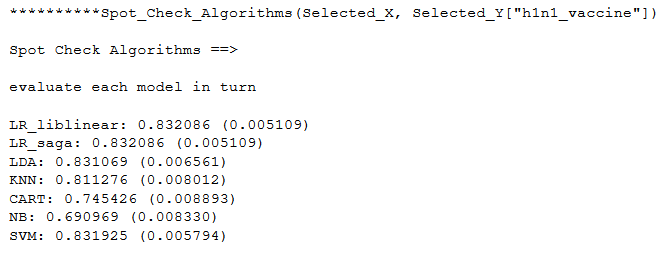 **********Spot_Check_Algorithms(Selected_X, Selected_Y["h1n1_vaccine"])
Spot Check Algorithms ==>
evaluate each model in turn
LR_liblinear: 0.832086 (0.005109)
LR_saga: 0.832086 (0.005109)
LDA: 0.831069 (0.006561)
KNN: 0.811276 (0.008012)
CART: 0.745426 (0.008893)
NB: 0.690969 (0.008330)
SVM: 0.831925 (0.005794)